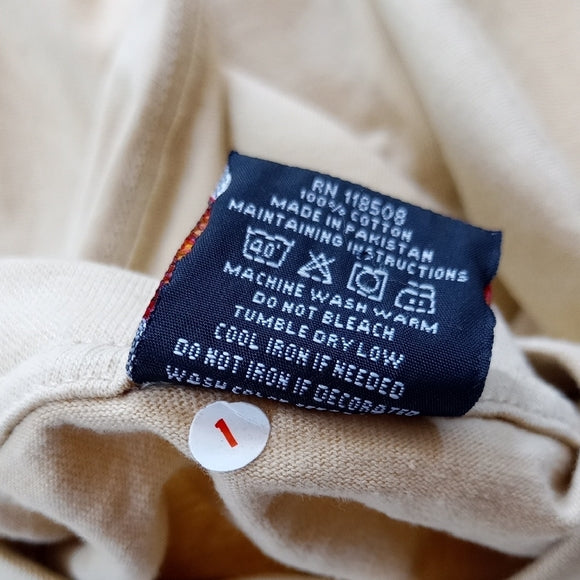 RN 118508
100% COTTON
MADE IN PAKISTAN
MAINTAINING INSTRUCTIONS
40
MACHINE WASH WARM
DO NOT BLEACH
TUMBLE DRY LOW
COOL IRON IF NEEDED
DO NOT IRON IF DECORATED
WASH
1